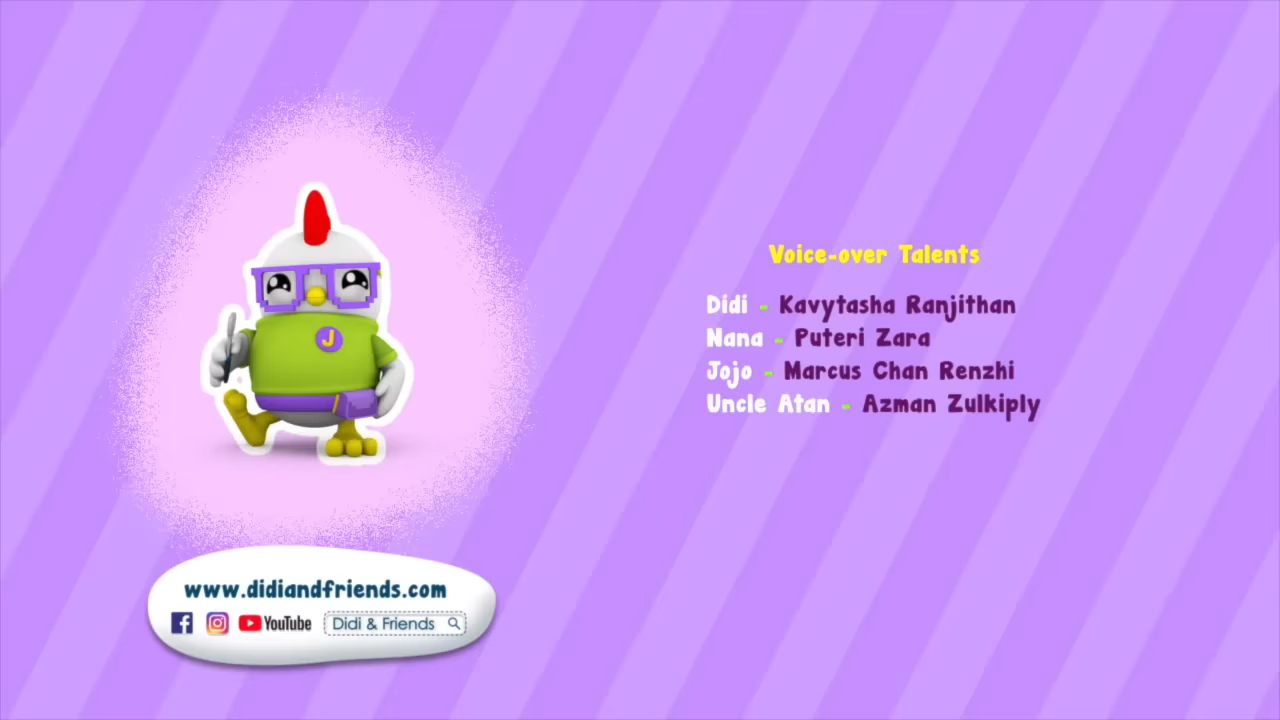 Voice-over Talents
Didi - Kavytasha Ranjithan
Nana - Puteri Zara
Jojo - Marcus Chan Renzhi
Uncle Atan - Azman Zulkiply
J
www.didiandfriends.com
YouTube Didi & Friends